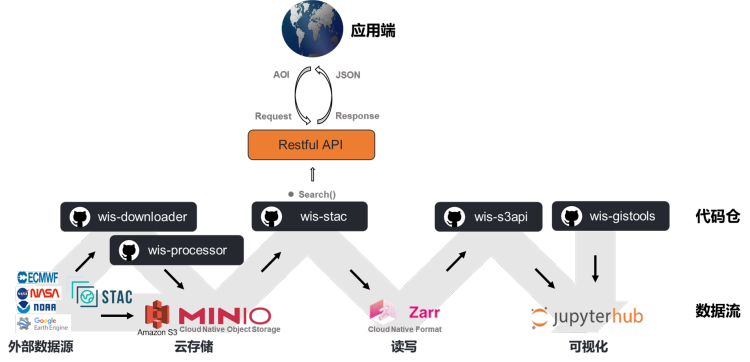 应用端
AOI
JSON
Request
Response
Restful API
Search()
wis-downloader
wis-stac
wis-s3api
wis-gistools
代码仓
wis-processor
ECMWF
NASA
NOAA
Google
Earth Engine
STAC
Amazon S3
MINIO
Cloud Native Object Storage
Zarr
Cloud Native Format
jupyterhub
数据流
外部数据源
云存储
读写
可视化